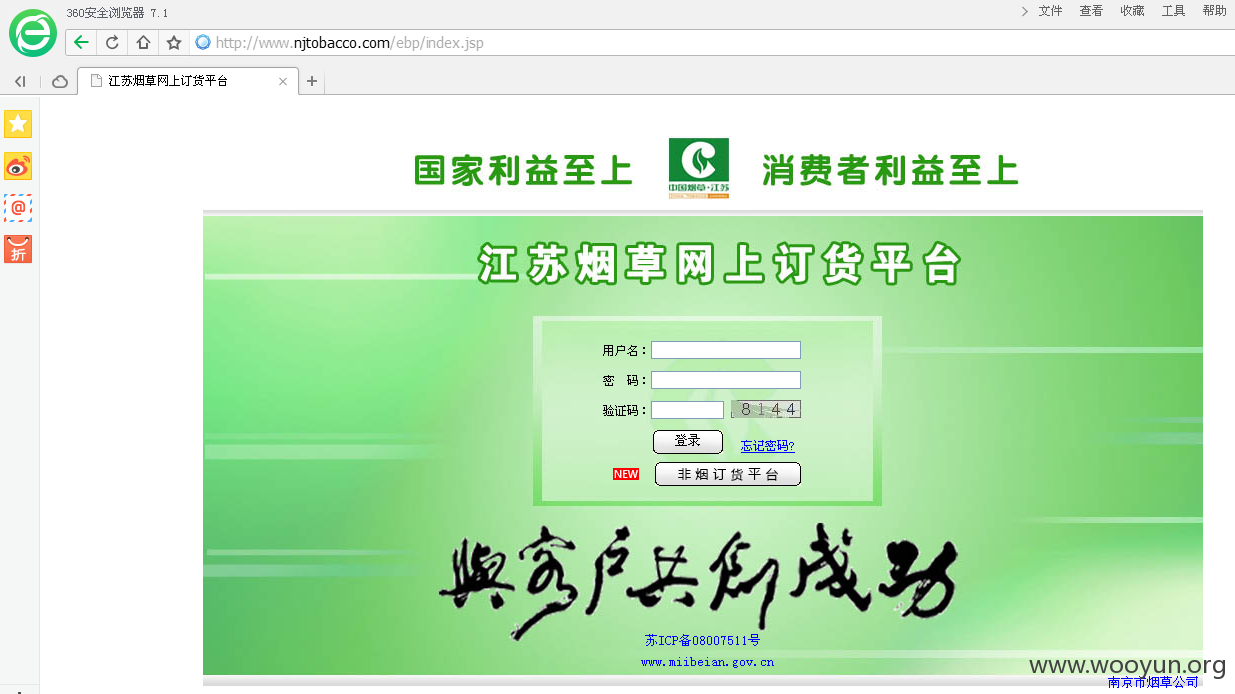 360安全浏览器 7.1
文件 查看 收藏 工具 帮助
http://www.njtobacco.com/ebp/index.jsp
江苏烟草网上订货平台
@
折
国家利益至上 消费者利益至上
中国烟草·江苏
江苏烟草网上订货平台
用户名：
密 码：
验证码： 8144
登录 忘记密码?
NEW 非烟订货平台
與客户共创成功
苏ICP备08007511号
www.miibeian.gov.cn
www.wooyun.org
南京市烟草公司